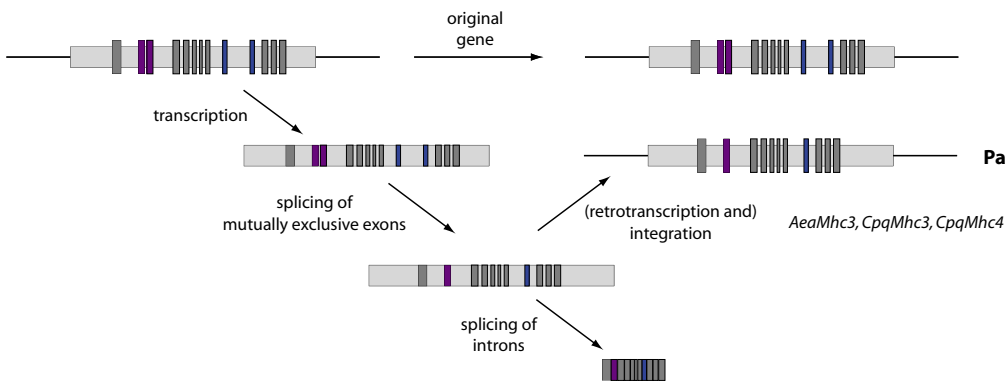 original
gene
transcription
Pa
splicing of
mutually exclusive exons
(retrotranscription and)
integration
AeaMhc3, CpqMhc3, CpqMhc4
splicing of
introns